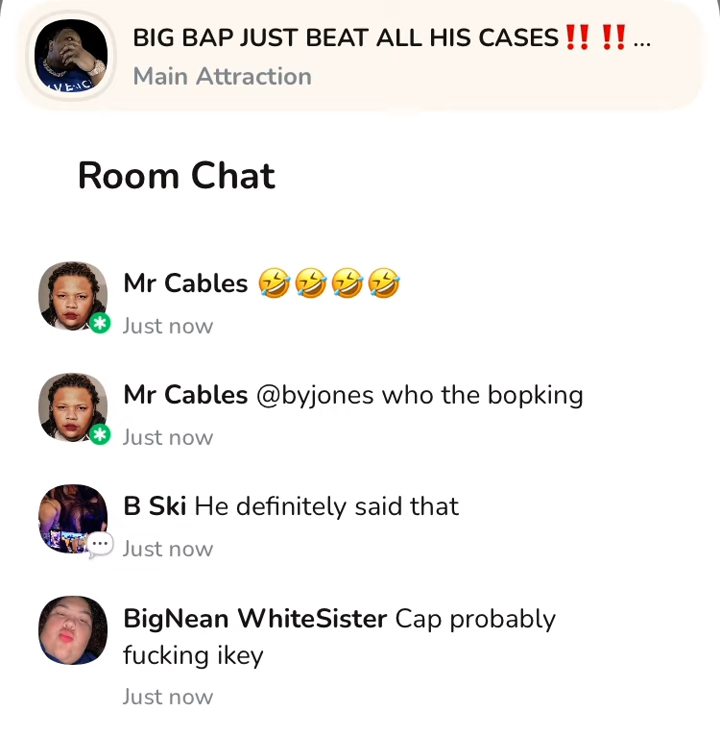 BIG BAP JUST BEAT ALL HIS CASES‼️ ‼️...
Main Attraction
Room Chat
Mr Cables 🤣🤣🤣🤣
Just now
Mr Cables @byjones who the bopking
Just now
B Ski He definitely said that
Just now
BigNean WhiteSister Cap probably
fucking ikey
Just now